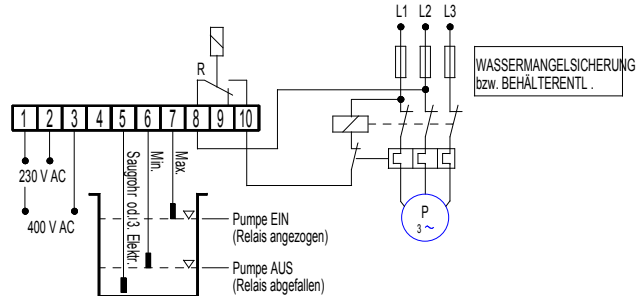 L1 L2 L3
R
WASSERMANGELSICHERUNG
bzw. BEHÄLTERENTL .
1 2 3 4 5 6 7 8 9 10
230 V AC
400 V AC
Saugrohr od.3. Elektr.
Min.
Max.
Pumpe EIN
(Relais angezogen)
Pumpe AUS
(Relais abgefallen)
P
3 ~